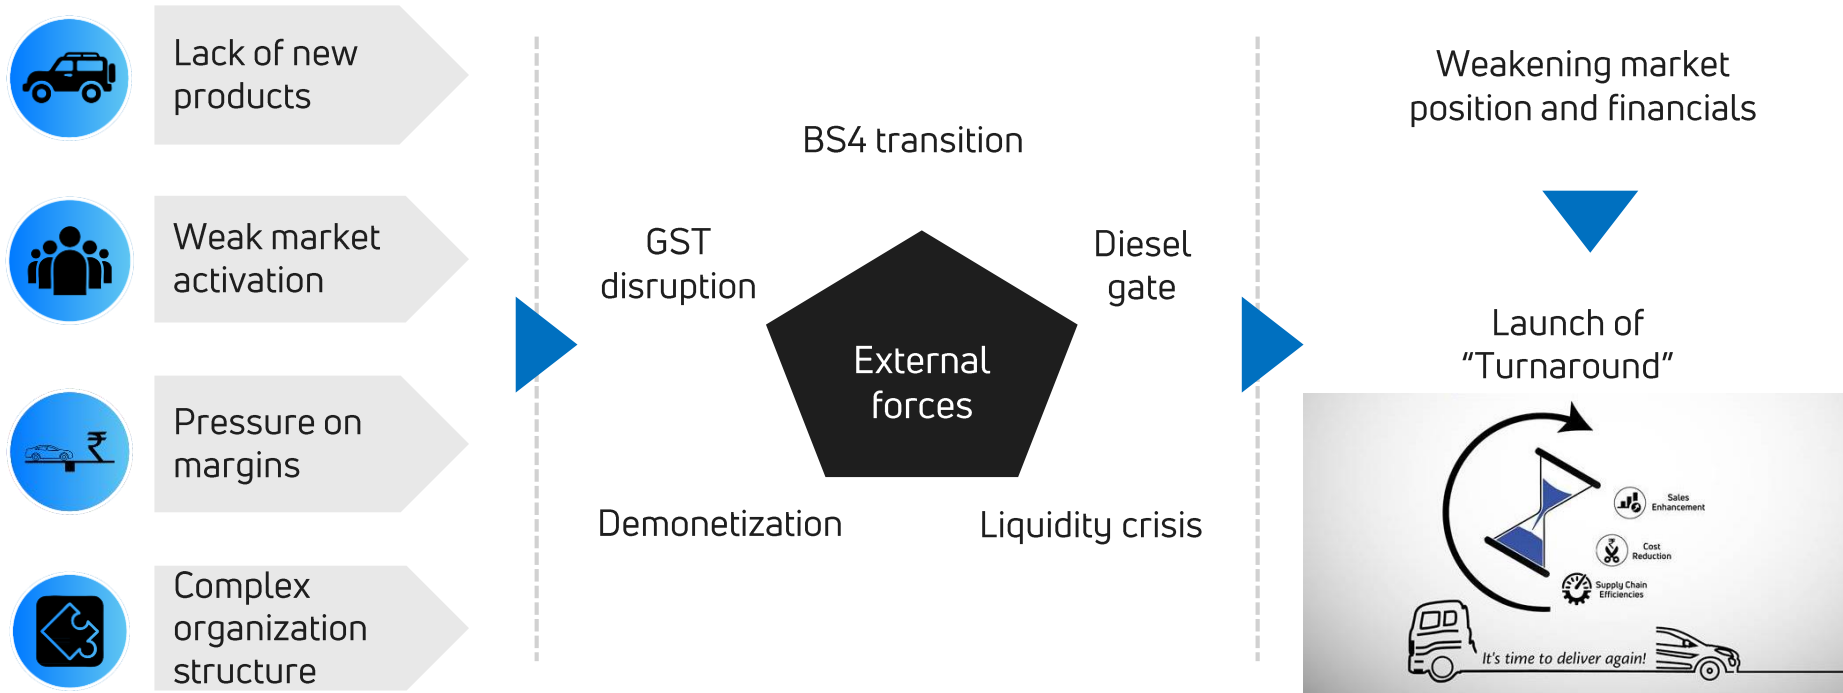 Lack of new
products
Weak market
activation
Pressure on
margins
₹
Complex
organization
structure
BS4 transition
GST
disruption
Diesel
gate
External
forces
Demonetization
Liquidity crisis
Weakening market
position and financials
Launch of
“Turnaround”
Sales
Enhancement
₹
Cost
Reduction
Supply Chain
Efficiencies
It's time to deliver again!